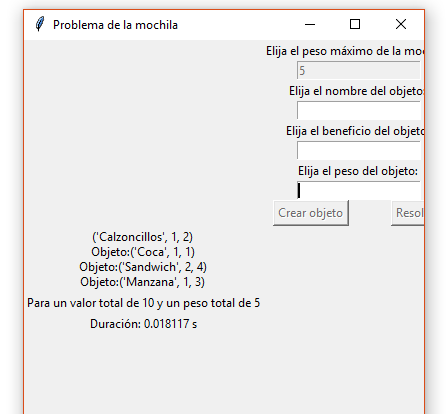 Problema de la mochila
Elija el peso máximo de la moc
5
Elija el nombre del objeto:
Elija el beneficio del objeto
Elija el peso del objeto:
Crear objeto
Resol
('Calzoncillos', 1, 2)
Objeto:('Coca', 1, 1)
Objeto:('Sandwich', 2, 4)
Objeto:('Manzana', 1, 3)
Para un valor total de 10 y un peso total de 5
Duración: 0.018117 s